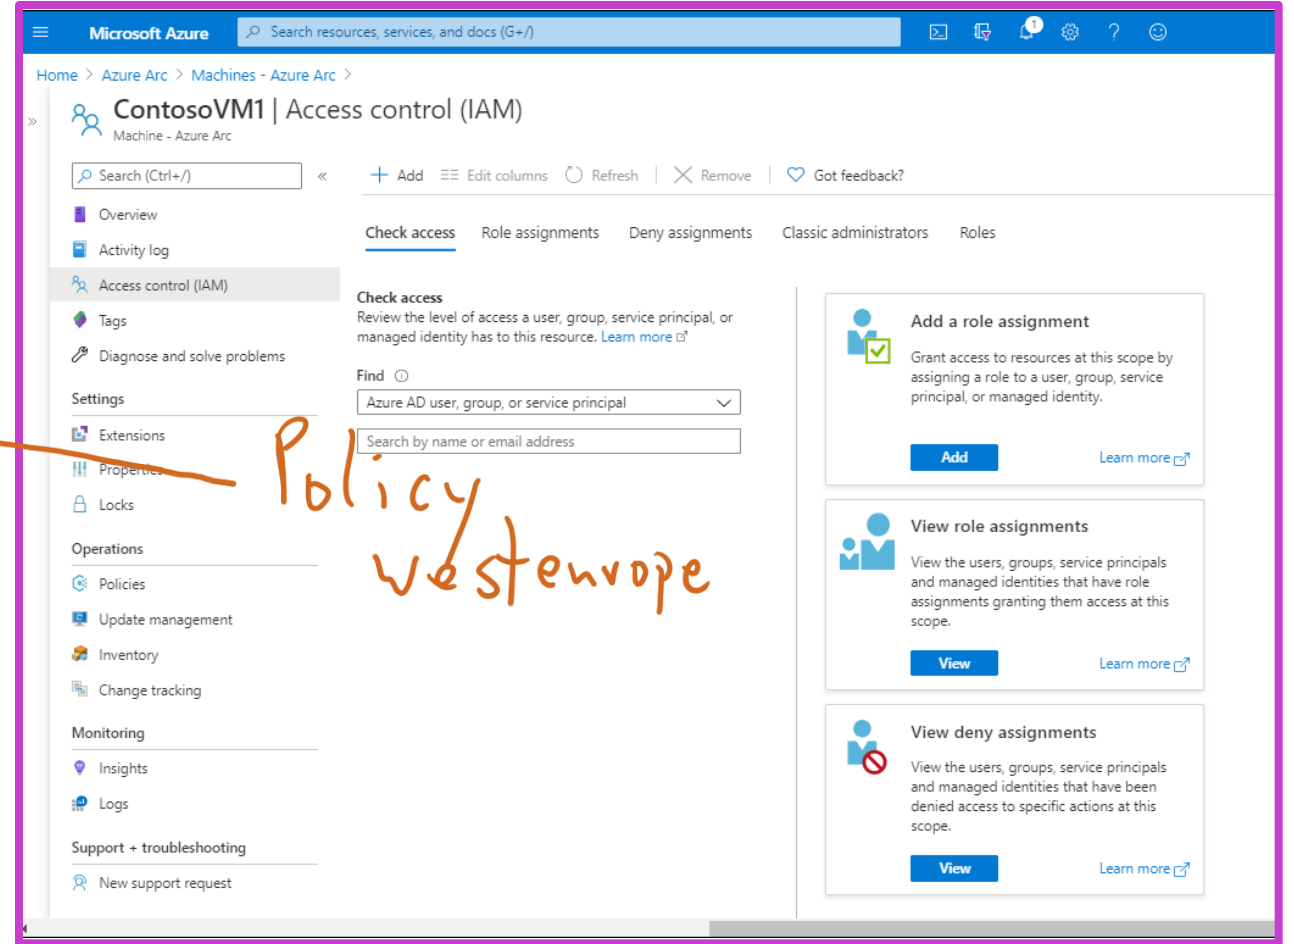 Microsoft Azure
Search resources, services, and docs (G+/)
1
Home > Azure Arc > Machines - Azure Arc >
ContosoVM1 | Access control (IAM)
Machine - Azure Arc
Search (Ctrl+/)
Overview
Activity log
Access control (IAM)
Tags
Diagnose and solve problems
Settings
Extensions
Properties
Locks
Operations
Policies
Update management
Inventory
Change tracking
Monitoring
Insights
Logs
Support + troubleshooting
New support request
Add Edit columns Refresh Remove Got feedback?
Check access Role assignments Deny assignments Classic administrators Roles
Check access
Review the level of access a user, group, service principal, or
managed identity has to this resource. Learn more
Find
Azure AD user, group, or service principal
Search by name or email address
Policy
westeurope
Add a role assignment
Grant access to resources at this scope by
assigning a role to a user, group, service
principal, or managed identity.
Add Learn more
View role assignments
View the users, groups, service principals
and managed identities that have role
assignments granting them access at this
scope.
View Learn more
View deny assignments
View the users, groups, service principals
and managed identities that have been
denied access to specific actions at this
scope.
View Learn more